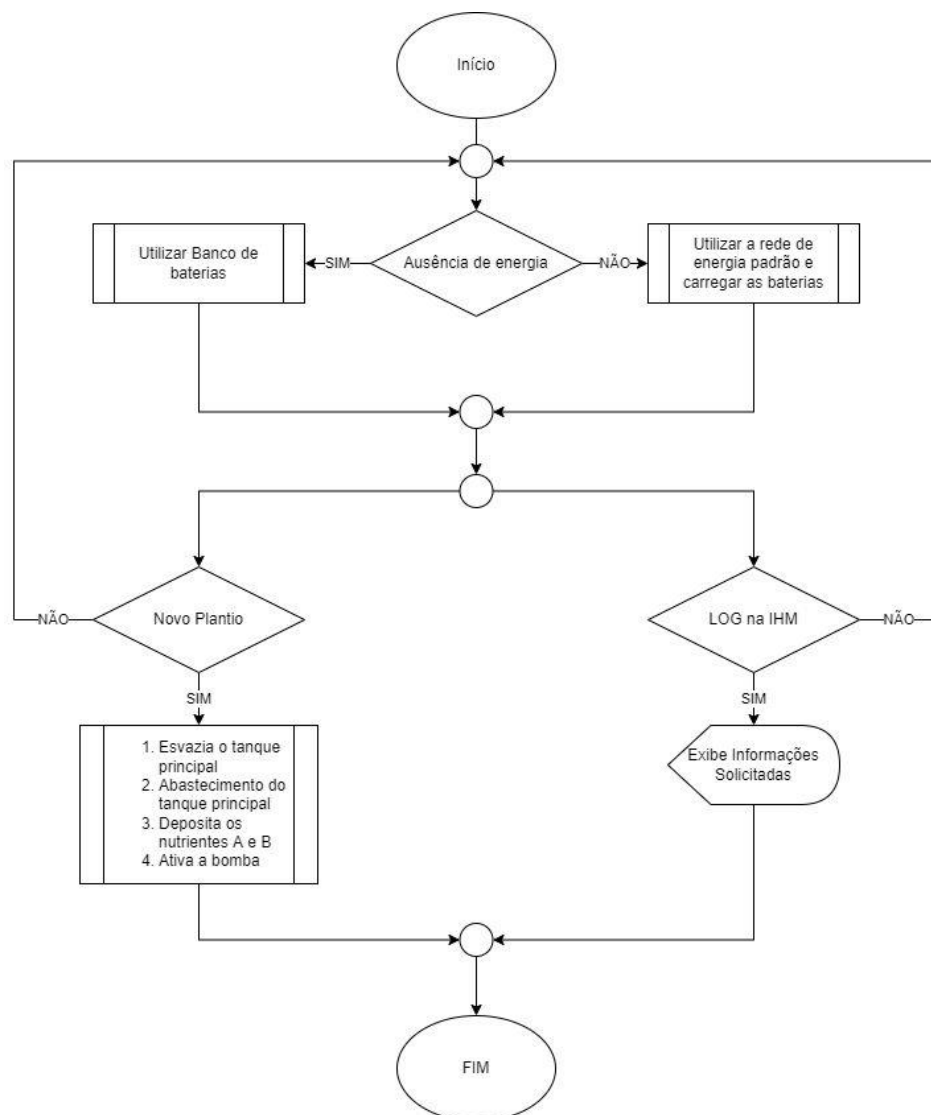 Início
Utilizar Banco de
baterias
SIM
Ausência de energia
NÃO
Utilizar a rede de
energia padrão e
carregar as baterias
NÃO
Novo Plantio
LOG na IHM
NÃO
SIM
SIM
1. Esvazia o tanque
principal
2. Abastecimento do
tanque principal
3. Deposita os
nutrientes A e B
4. Ativa a bomba
Exibe Informações
Solicitadas
FIM